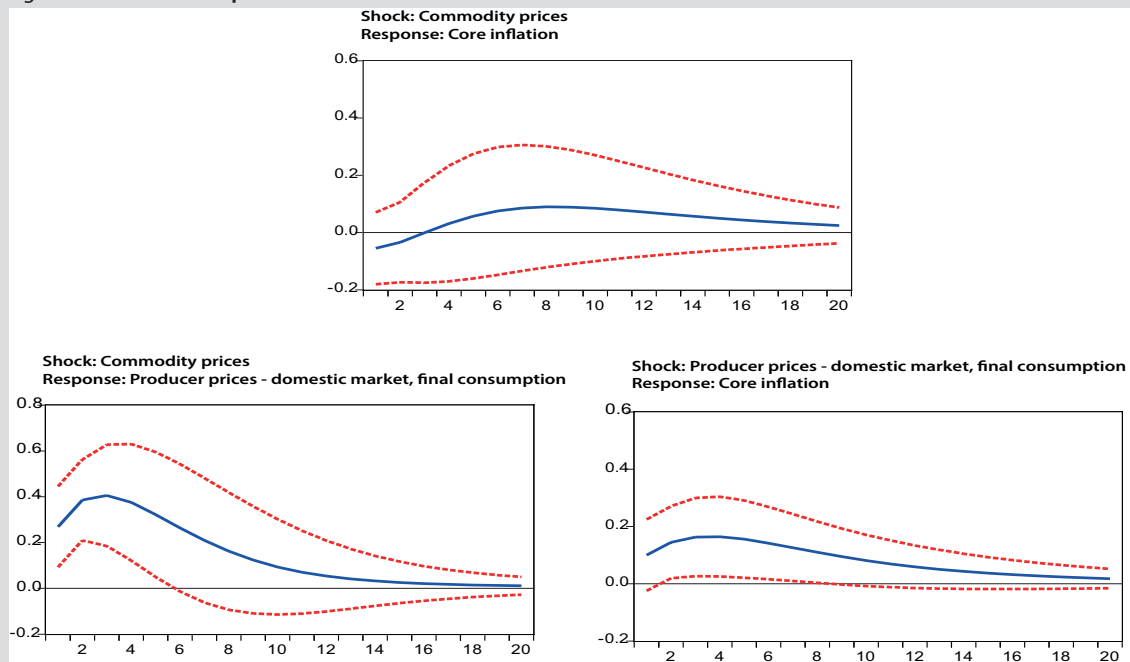 Shock: Commodity prices
Response: Core inflation
0.6
0.4
0.2
0.0
-0.2
2 4 6 8 10 12 14 16 18 20
Shock: Commodity prices
Response: Producer prices - domestic market, final consumption
0.8
0.6
0.4
0.2
0.0
-0.2
2 4 6 8 10 12 14 16 18 20
Shock: Producer prices - domestic market, final consumption
Response: Core inflation
0.6
0.4
0.2
0.0
-0.2
2 4 6 8 10 12 14 16 18 20